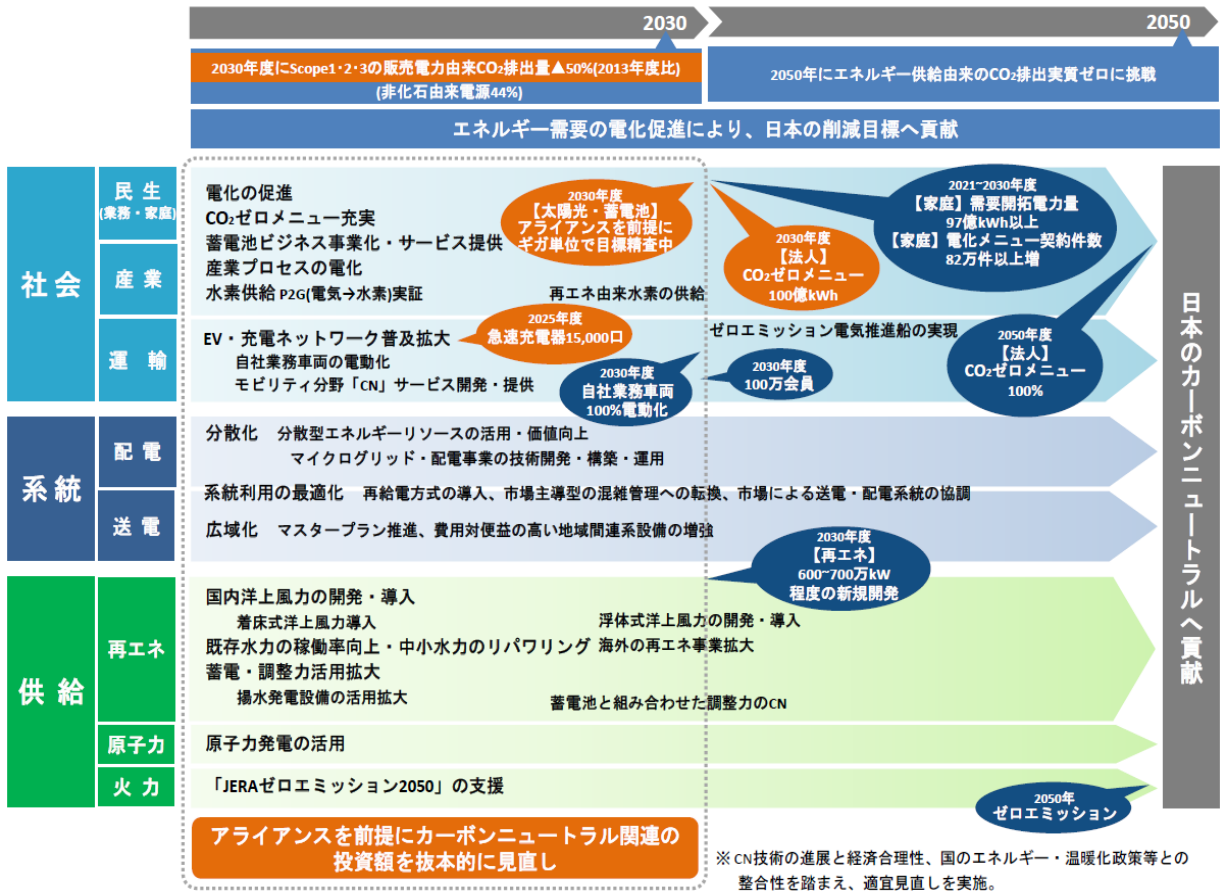 2030
2050
2030年度にScope1・2・3の販売電力由来CO₂排出量▲50%(2013年度比)
(非化石由来電源44%)
2050年にエネルギー供給由来のCO₂排出実質ゼロに挑戦
エネルギー需要の電化促進により、日本の削減目標へ貢献
社会
民生
(業務・家庭)
産業
運輸
電化の促進
CO₂ゼロメニュー充実
蓄電池ビジネス事業化・サービス提供
産業プロセスの電化
水素供給 P2G(電気→水素)実証
再エネ由来水素の供給
2030年度
【太陽光・蓄電池】
アライアンスを前提に
ギガ単位で目標精査中
2030年度
【法人】
CO₂ゼロメニュー
100億kWh
2021~2030年度
【家庭】需要開拓電力量
97億kWh以上
【家庭】電化メニュー契約件数
82万件以上増
EV・充電ネットワーク普及拡大
自社業務車両の電動化
モビリティ分野「CN」サービス開発・提供
2025年度
急速充電器15,000口
ゼロエミッション電気推進船の実現
2030年度
自社業務車両
100%電動化
2030年度
100万会員
2050年度
【法人】
CO₂ゼロメニュー
100%
系統
配電
送電
分散化 分散型エネルギーリソースの活用・価値向上
マイクログリッド・配電事業の技術開発・構築・運用
系統利用の最適化 再給電方式の導入、市場主導型の混雑管理への転換、市場による送電・配電系統の協調
広域化 マスタープラン推進、費用対便益の高い地域間連系設備の増強
2030年度
【再エネ】
600~700万kW
程度の新規開発
供給
再エネ
原子力
火力
国内洋上風力の開発・導入
着床式洋上風力導入
浮体式洋上風力の開発・導入
既存水力の稼働率向上・中小水力のリパワリング
海外の再エネ事業拡大
蓄電・調整力活用拡大
揚水発電設備の活用拡大
蓄電池と組み合わせた調整力のCN
原子力発電の活用
「JERAゼロエミッション2050」の支援
2050年
ゼロエミッション
日本のカーボンニュートラルへ貢献
アライアンスを前提にカーボンニュートラル関連の
投資額を抜本的に見直し
※ CN技術の進展と経済合理性、国のエネルギー・温暖化政策等との
整合性を踏まえ、適宜見直しを実施。